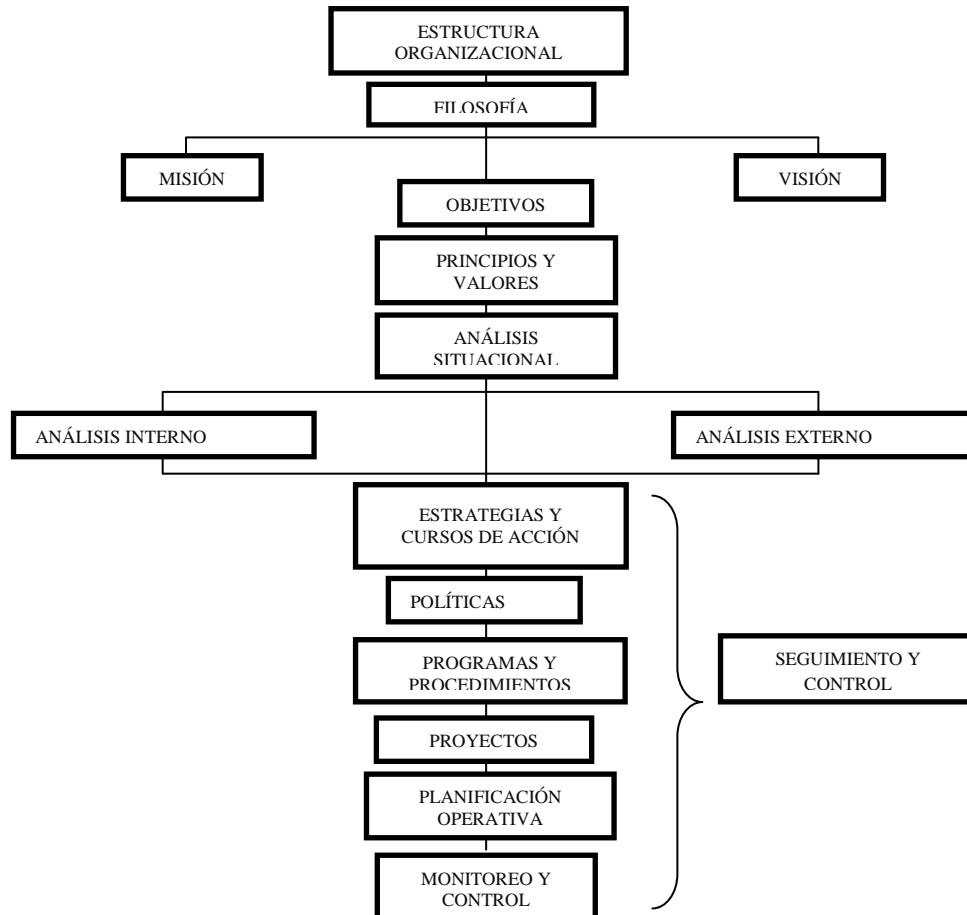 ESTRUCTURA
ORGANIZACIONAL
FILOSOFÍA
MISIÓN
VISIÓN
OBJETIVOS
PRINCIPIOS Y
VALORES
ANÁLISIS
SITUACIONAL
ANÁLISIS INTERNO
ANÁLISIS EXTERNO
ESTRATEGIAS Y
CURSOS DE ACCIÓN
POLÍTICAS
PROGRAMAS Y
PROCEDIMIENTOS
SEGUIMIENTO Y
CONTROL
PROYECTOS
PLANIFICACIÓN
OPERATIVA
MONITOREO Y
CONTROL